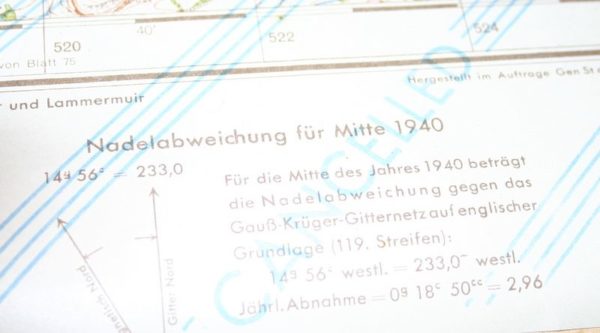 40'
520
522
524
von Blatt 75
Hergestellt im Auftrage Gen St
und Lammermuir
Nadelabweichung für Mitte 1940
14g 56c = 233,0
Für die Mitte des Jahres 1940 beträgt
die Nadelabweichung gegen das
Gauß-Krüger-Gitternetz auf englischer
Grundlage (119. Streifen):
14g 56c westl. = 233,0– westl.
Jährl. Abnahme = 0g 18c 50cc = 2,96
Gitter Nord
Nord
CANCELLED